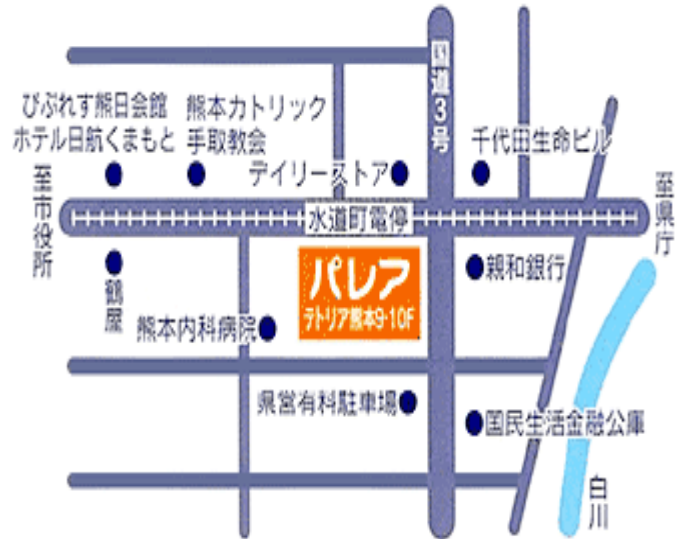 国道3号
びぷれす熊日会館
ホテル日航くまもと
熊本カトリック
手取教会
デイリーストア
千代田生命ビル
至市役所
水道町電停
至県庁
鶴屋
パレア
テトリア熊本9・10F
親和銀行
熊本内科病院
県営有料駐車場
国民生活金融公庫
白川